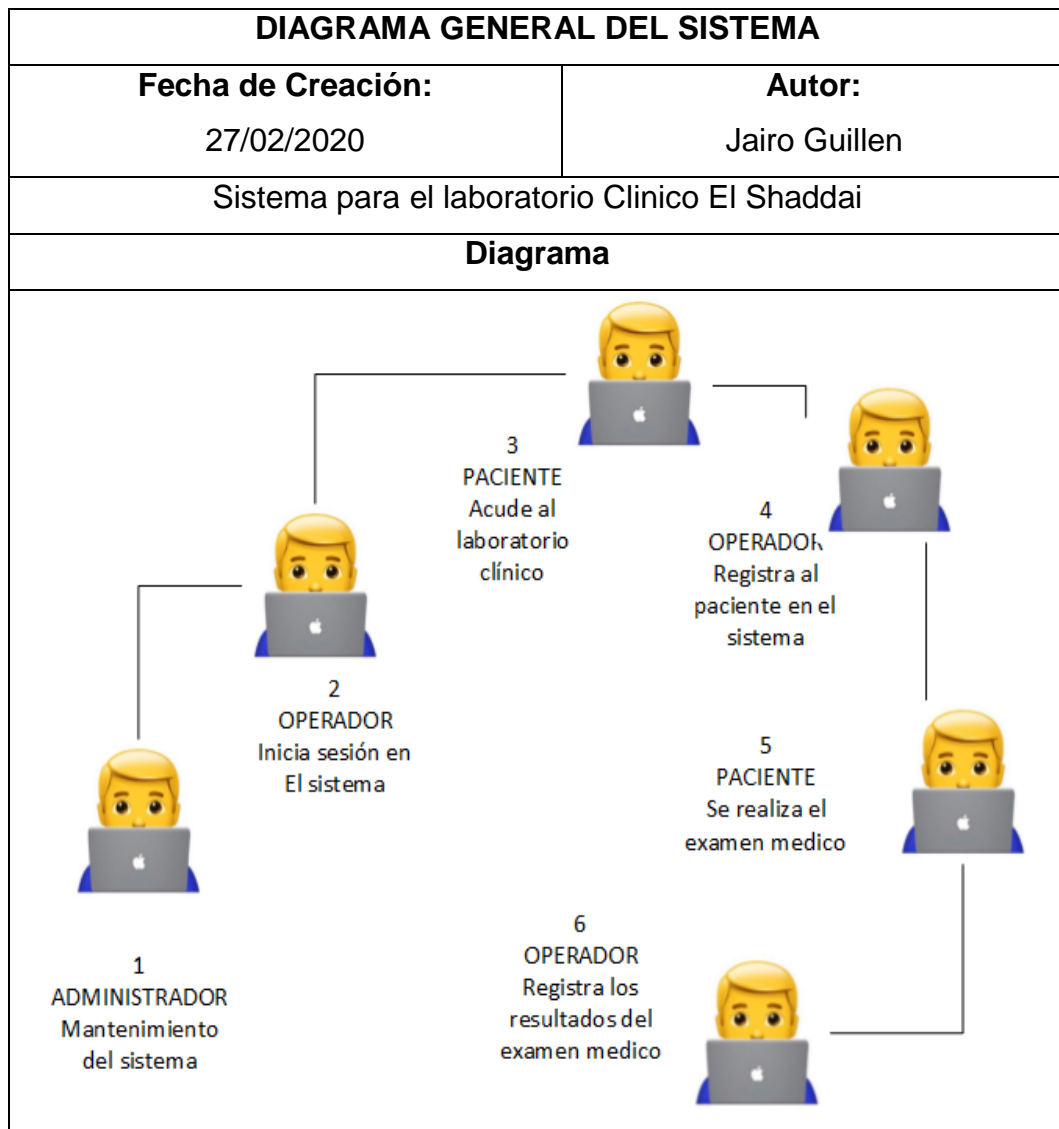 DIAGRAMA GENERAL DEL SISTEMA
Fecha de Creación:
27/02/2020
Autor:
Jairo Guillen
Sistema para el laboratorio Clinico El Shaddai
Diagrama
1
ADMINISTRADOR
Mantenimiento
del sistema
2
OPERADOR
Inicia sesión en
El sistema
3
PACIENTE
Acude al
laboratorio
clínico
4
OPERADOR
Registra al
paciente en el
sistema
5
PACIENTE
Se realiza el
examen medico
6
OPERADOR
Registra los
resultados del
examen medico